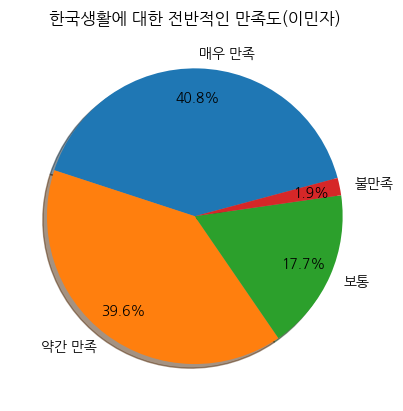 한국생활에 대한 전반적인 만족도(이민자)
매우 만족
40.8%
불만족
1.9%
17.7%
보통
39.6%
약간 만족